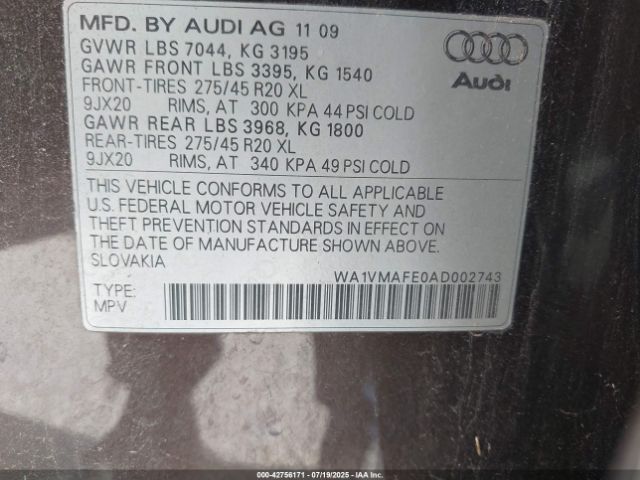 MFD. BY AUDI AG 11 09
GVWR LBS 7044, KG 3195
GAWR FRONT LBS 3395, KG 1540
FRONT-TIRES 275/45 R20 XL
9JX20 RIMS, AT 300 KPA 44 PSI COLD
GAWR REAR LBS 3968, KG 1800
REAR-TIRES 275/45 R20 XL
9JX20 RIMS, AT 340 KPA 49 PSI COLD
Audi
THIS VEHICLE CONFORMS TO ALL APPLICABLE
U.S. FEDERAL MOTOR VEHICLE SAFETY AND
THEFT PREVENTION STANDARDS IN EFFECT ON
THE DATE OF MANUFACTURE SHOWN ABOVE.
SLOVAKIA
WA1VMAFE0AD002743
TYPE:
MPV
000-42756171 - 07/19/2025 - IAAI.COM